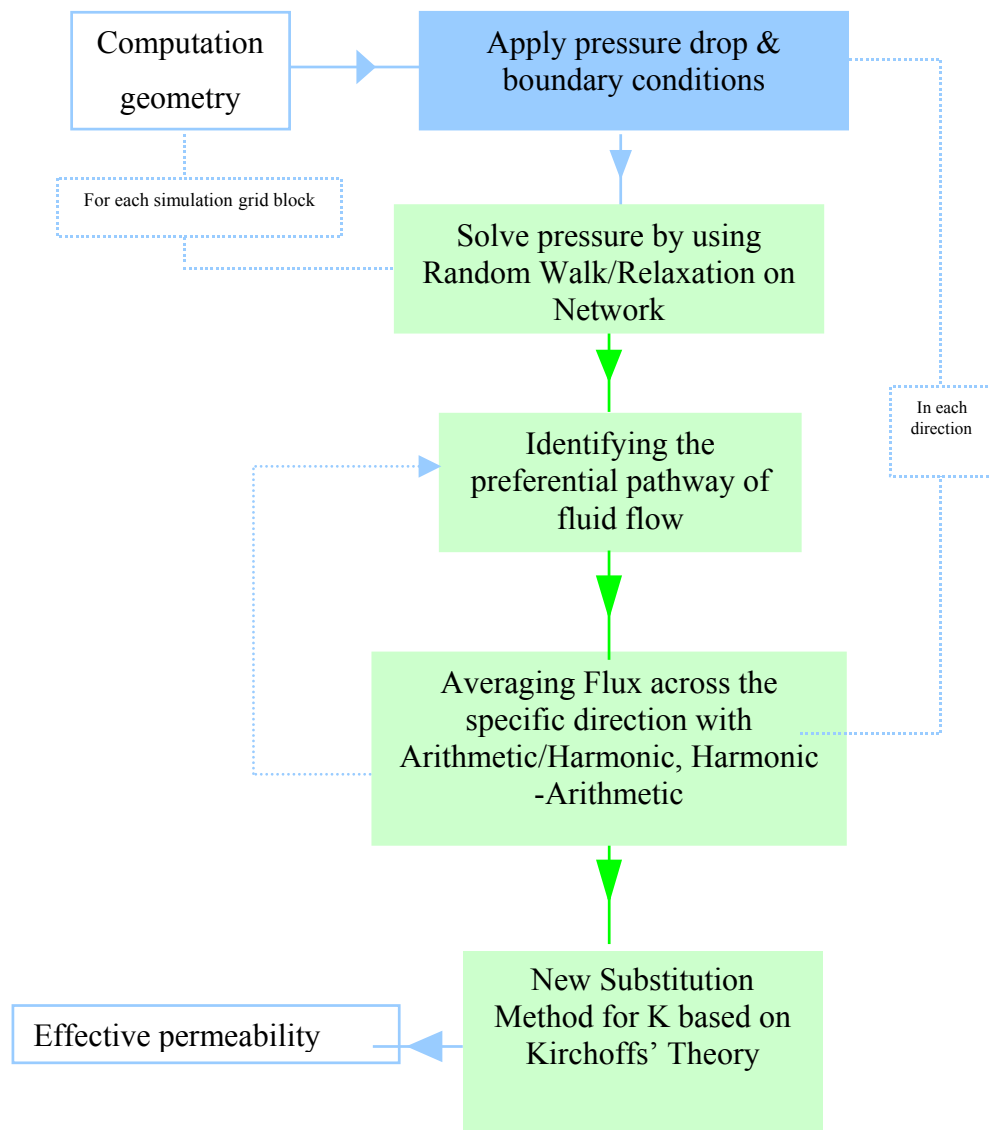 Computation
geometry
Apply pressure drop &
boundary conditions
For each simulation grid block
Solve pressure by using
Random Walk/Relaxation on
Network
In each
direction
Identifying the
preferential pathway of
fluid flow
Averaging Flux across the
specific direction with
Arithmetic/Harmonic, Harmonic
-Arithmetic
New Substitution
Method for K based on
Kirchoffs’ Theory
Effective permeability